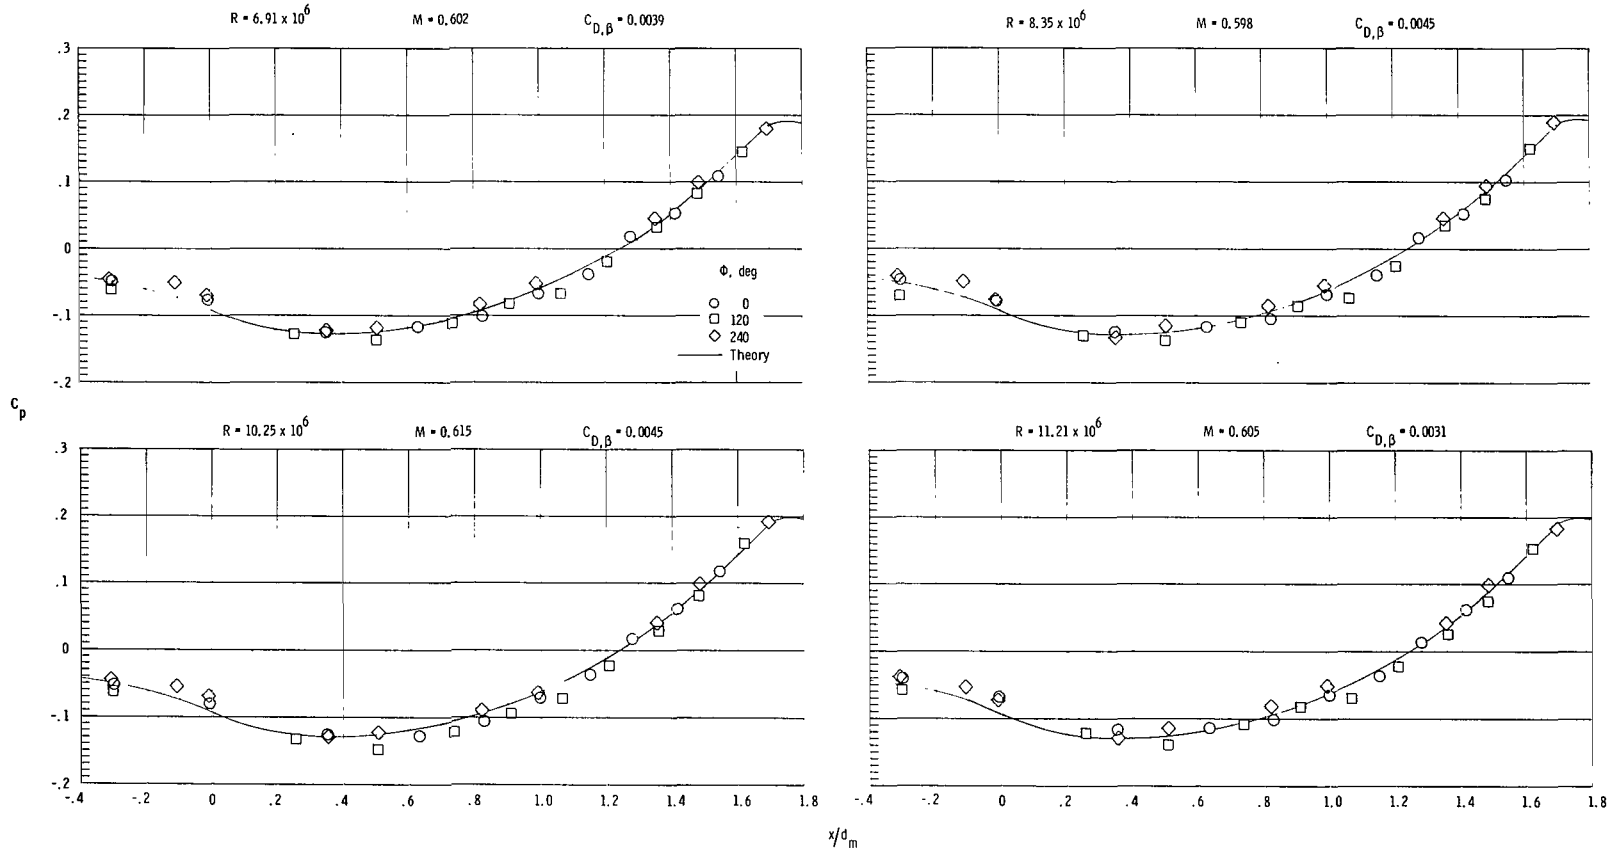 R = 6.91 x 10^6 M = 0.602 C_D,β = 0.0039
R = 8.35 x 10^6 M = 0.598 C_D,β = 0.0045
.3
.2
.1
0
-.1
-.2
Φ, deg
0
120
240
Theory
C_p
R = 10.25 x 10^6 M = 0.615 C_D,β = 0.0045
R = 11.21 x 10^6 M = 0.605 C_D,β = 0.0031
.3
.2
.1
0
-.1
-.2
-.4 -.2 0 .2 .4 .6 .8 1.0 1.2 1.4 1.6 1.8
-.4 -.2 0 .2 .4 .6 .8 1.0 1.2 1.4 1.6 1.8
x/d_m